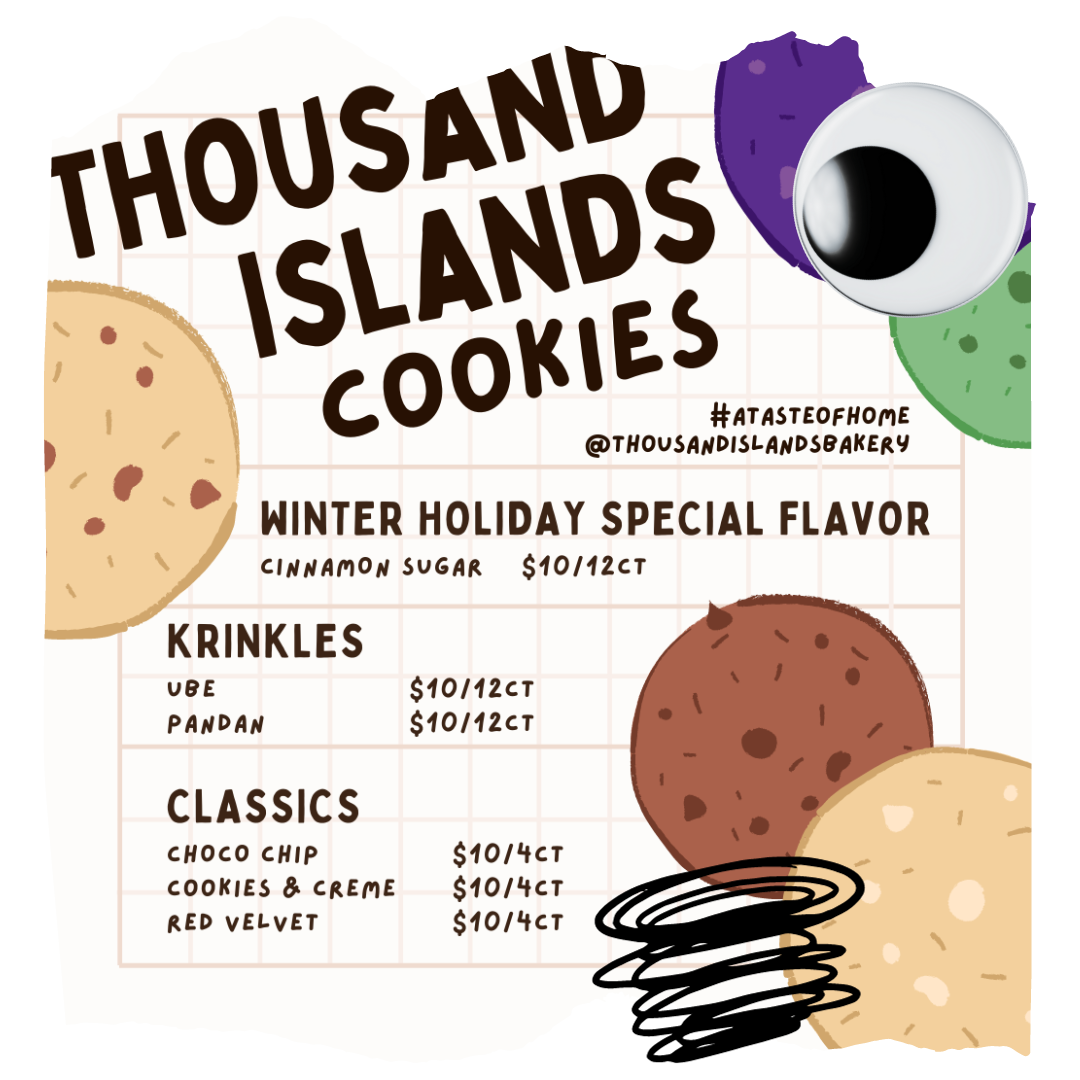 THOUSAND
ISLANDS
COOKIES
#ATASTEOFHOME
@THOUSANDISLANDSBAKERY
WINTER HOLIDAY SPECIAL FLAVOR
CINNAMON SUGAR $10/12CT
KRINKLES
UBE $10/12CT
PANDAN $10/12CT
CLASSICS
CHOCO CHIP $10/4CT
COOKIES & CREME $10/4CT
RED VELVET $10/4CT